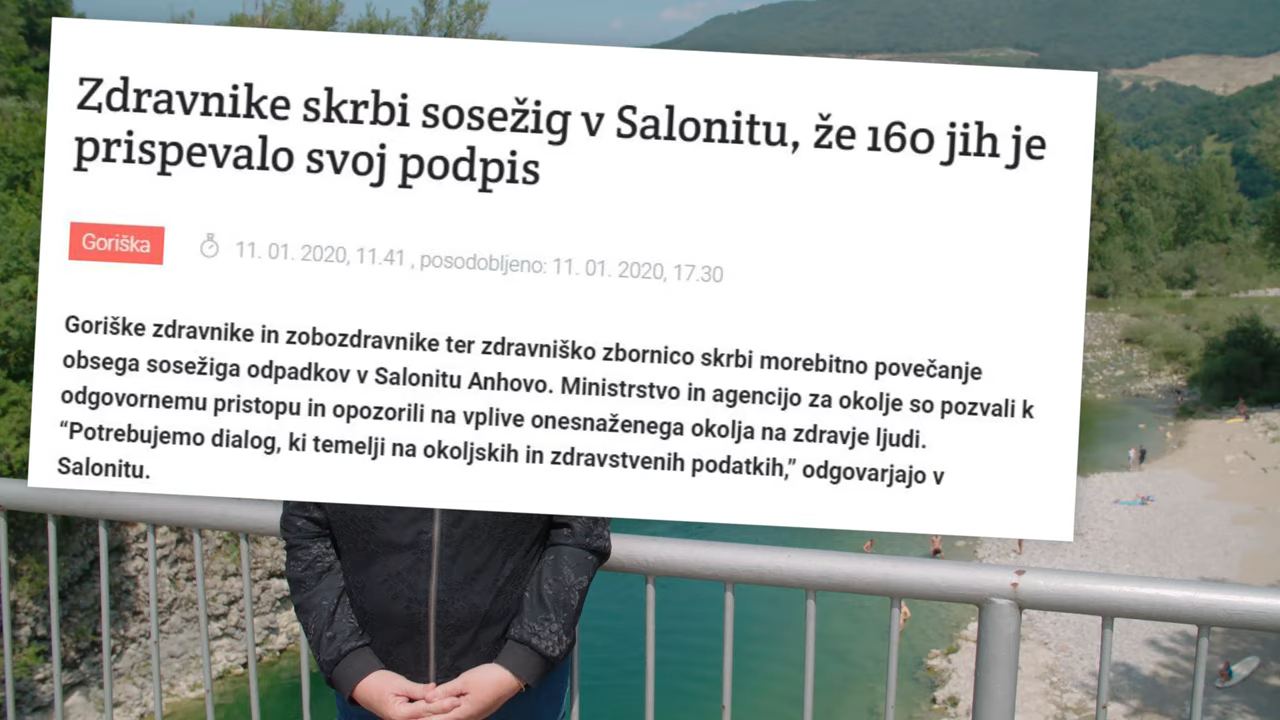 Zdravnike skrbi sosežig v Salonitu, že 160 jih je
prispevalo svoj podpis
Goriška
11. 01. 2020, 11.41 , posodobljeno: 11. 01. 2020, 17.30
Goriške zdravnike in zobozdravnike ter zdravniško zbornico skrbi morebitno povečanje
obsega sosežiga odpadkov v Salonitu Anhovo. Ministrstvo in agencijo za okolje so pozvali k
odgovornemu pristopu in opozorili na vplive onesnaženega okolja na zdravje ljudi.
“Potrebujemo dialog, ki temelji na okoljskih in zdravstvenih podatkih,” odgovarjajo v
Salonitu.